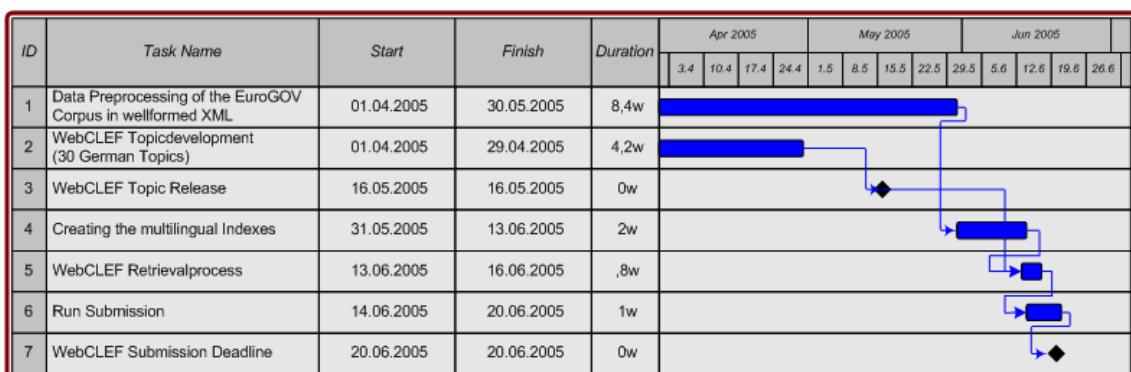 ID Task Name Start Finish Duration Apr 2005 May 2005 Jun 2005
3.4 10.4 17.4 24.4 1.5 8.5 15.5 22.5 29.5 5.6 12.6 19.6 26.6
1 Data Preprocessing of the EuroGOV
Corpus in wellformed XML 01.04.2005 30.05.2005 8,4w
2 WebCLEF Topicdevelopment
(30 German Topics) 01.04.2005 29.04.2005 4,2w
3 WebCLEF Topic Release 16.05.2005 16.05.2005 0w
4 Creating the multilingual Indexes 31.05.2005 13.06.2005 2w
5 WebCLEF Retrievalprocess 13.06.2005 16.06.2005 ,8w
6 Run Submission 14.06.2005 20.06.2005 1w
7 WebCLEF Submission Deadline 20.06.2005 20.06.2005 0w